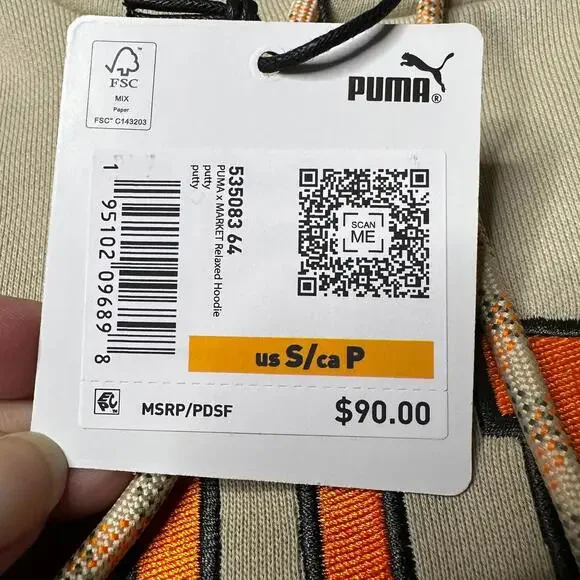 FSC
MIX
Paper
FSC® C143203
PUMA®
535083 64
PUMA x MARKET Relaxed Hoodie
putty
putty
1 95102 09689 8
SCAN
ME
us S/ca P
EPC
MSRP/PDSF
$90.00